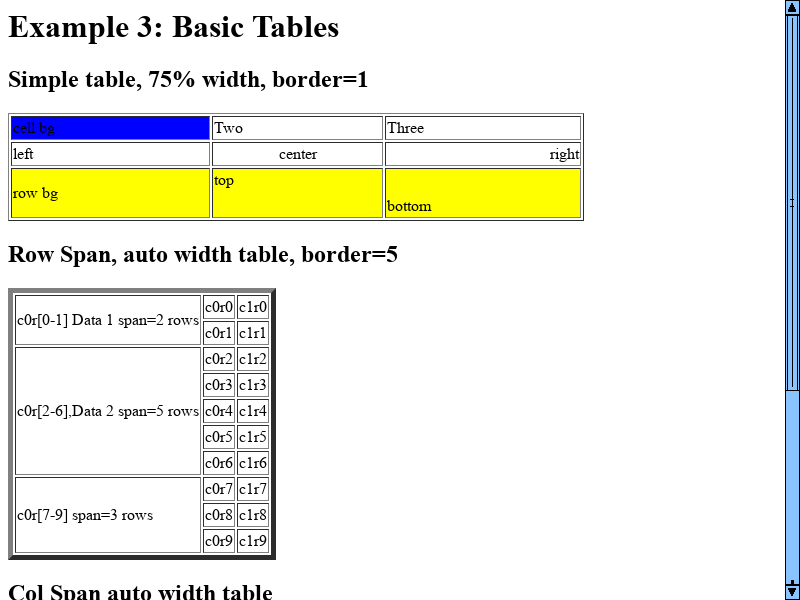 Example 3: Basic Tables
Simple table, 75% width, border=1
cell bg Two Three
left center right
row bg top bottom
Row Span, auto width table, border=5
c0r[0-1] Data 1 span=2 rows c0r0 c1r0
c0r1 c1r1
c0r[2-6],Data 2 span=5 rows c0r2 c1r2
c0r3 c1r3
c0r4 c1r4
c0r5 c1r5
c0r6 c1r6
c0r[7-9] span=3 rows c0r7 c1r7
c0r8 c1r8
c0r9 c1r9
Col Span auto width table